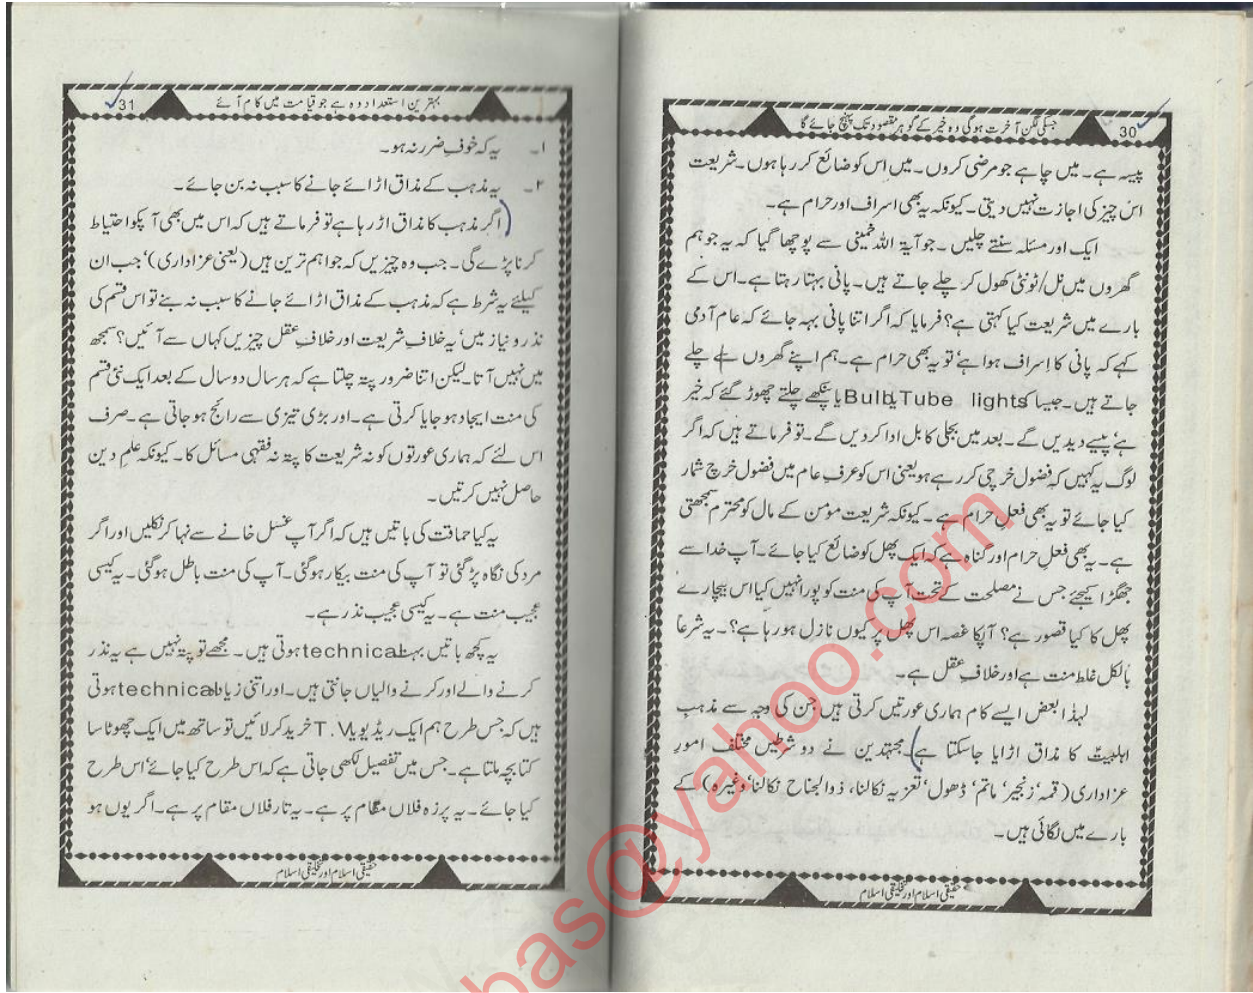 30
جسکی لگن آخرت ہوگی وہ خیر کے گوہر مقصود تک پہنچ جائے گا
پیسہ ہے۔ میں چاہے جو مرضی کروں۔ میں اس کو ضائع کر رہا ہوں۔ شریعت
اس چیز کی اجازت نہیں دیتی۔ کیونکہ یہ بھی اسراف اور حرام ہے۔
ایک اور مسئلہ سنتے چلیں۔ جو آیۃ اللہ خمینی سے پوچھا گیا کہ یہ جو ہم
گھروں میں نل/ٹونٹی کھول کر چلے جاتے ہیں۔ پانی بہتا رہتا ہے۔ اس کے
بارے میں شریعت کیا کہتی ہے؟ فرمایا کہ اگر اتنا پانی بہہ جائے کہ عام آدمی
کہے کہ پانی کا اِسراف ہوا ہے‘ تو یہ بھی حرام ہے۔ ہم اپنے گھروں سے چلے
جاتے ہیں۔ جیسا کہ Tube lights یا Bulb یا پنکھے چلتے چھوڑ گئے کہ خیر
ہے‘ پیسے دیدیں گے۔ بعد میں بجلی کا بل ادا کر دیں گے۔ تو فرماتے ہیں کہ اگر
لوگ یہ کہیں کہ فضول خرچی کر رہے ہو یعنی اس کو عرفِ عام میں فضول خرچ شمار
کیا جائے تو یہ بھی فعلِ حرام ہے۔ کیونکہ شریعت مومن کے مال کو محترم سمجھتی
ہے۔ یہ بھی فعلِ حرام اور گناہ ہے کہ ایک پھل کو ضائع کیا جائے۔ آپ خدا سے
جھگڑا کیجئے جس نے مصلحت کے تحت آپ کی منت کو پورا نہیں کیا اس بیچارے
پھل کا کیا قصور ہے؟ آپکا غصہ اس پھل پر کیوں نازل ہو رہا ہے؟۔ یہ شرعاً
بالکل غلط منت ہے اور خلافِ عقل ہے۔
لہٰذا بعض ایسے کام ہماری عورتیں کرتی ہیں جن کی وجہ سے مذہبِ
اہلبیتؑ کا مذاق اڑایا جا سکتا ہے) مجتہدین نے دو شرطیں مختلف امورِ
عزاداری (قمہ‘ زنجیر‘ ماتم‘ ڈھول‘ تعزیہ نکالنا، ذوالجناح نکالنا‘ وغیرہ) کے
بارے میں لگائی ہیں۔
حقیقی اسلام اور تخلیقی اسلام
31
بہترین استعداد وہ ہے جو قیامت میں کام آئے
۱۔ یہ کہ خوفِ ضرر نہ ہو۔
۲۔ یہ مذہب کے مذاق اڑائے جانے کا سبب نہ بن جائے۔
(اگر مذہب کا مذاق اڑ رہا ہے تو فرماتے ہیں کہ اس میں بھی آپکو احتیاط
کرنا پڑے گی۔ جب وہ چیزیں کہ جو اہم ترین ہیں (یعنی عزاداری)‘ جب ان
کیلئے یہ شرط ہے کہ مذہب کے مذاق اڑائے جانے کا سبب نہ بنے تو اس قسم کی
نذر و نیاز میں‘ یہ خلافِ شریعت اور خلافِ عقل چیزیں کہاں سے آئیں؟ سمجھ
میں نہیں آتا۔ لیکن اتنا ضرور پتہ چلتا ہے کہ ہر سال دو سال کے بعد ایک نئی قسم
کی منت ایجاد ہو جایا کرتی ہے۔ اور بڑی تیزی سے رائج ہو جاتی ہے۔ صرف
اس لئے کہ ہماری عورتوں کو نہ شریعت کا پتہ نہ فقہی مسائل کا۔ کیونکہ علمِ دین
حاصل نہیں کرتیں۔
یہ کیا حماقت کی باتیں ہیں کہ اگر آپ غسل خانے سے نہا کر نکلیں اور اگر
مرد کی نگاہ پڑ گئی تو آپ کی منت بیکار ہو گئی۔ آپ کی منت باطل ہو گئی۔ یہ کیسی
عجیب منت ہے۔ یہ کیسی عجیب نذر ہے۔
یہ کچھ باتیں بہت technical ہوتی ہیں۔ مجھے تو پتہ نہیں ہے یہ نذر
کرنے والے اور کرنے والیاں جانتی ہیں۔ اور اتنی زیادہ technical ہوتی
ہیں کہ جس طرح ہم ایک ریڈیو یا T.V خرید کر لائیں تو ساتھ میں ایک چھوٹا سا
کتابچہ ملتا ہے۔ جس میں تفصیل لکھی جاتی ہے کہ اس طرح کیا جائے‘ اس طرح
کیا جائے۔ یہ پرزہ فلاں مقام پر ہے۔ یہ تار فلاں مقام پر ہے۔ اگر یوں ہو
حقیقی اسلام اور تخلیقی اسلام
bas@yahoo.com